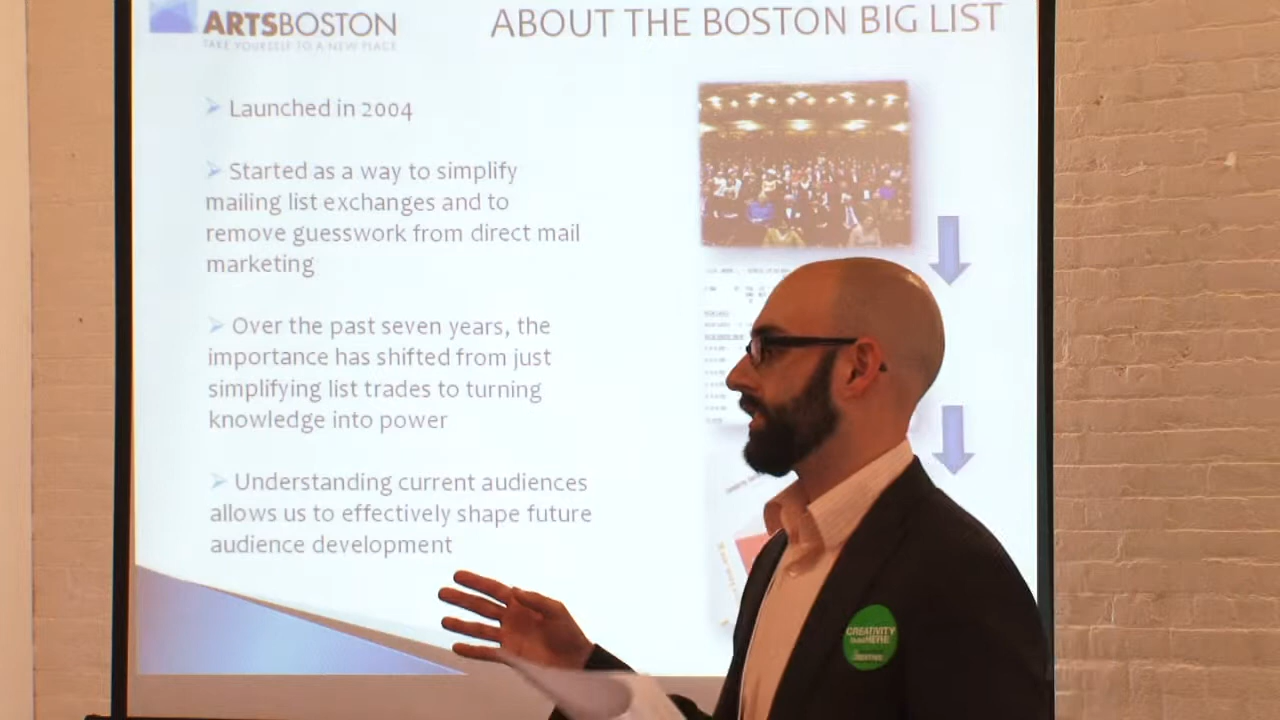 ARTSBOSTON
TAKE YOURSELF TO A NEW PLACE
ABOUT THE BOSTON BIG LIST
➢ Launched in 2004
➢ Started as a way to simplify
mailing list exchanges and to
remove guesswork from direct mail
marketing
➢ Over the past seven years, the
importance has shifted from just
simplifying list trades to turning
knowledge into power
➢ Understanding current audiences
allows us to effectively shape future
audience development
CREATIVITY
HERE